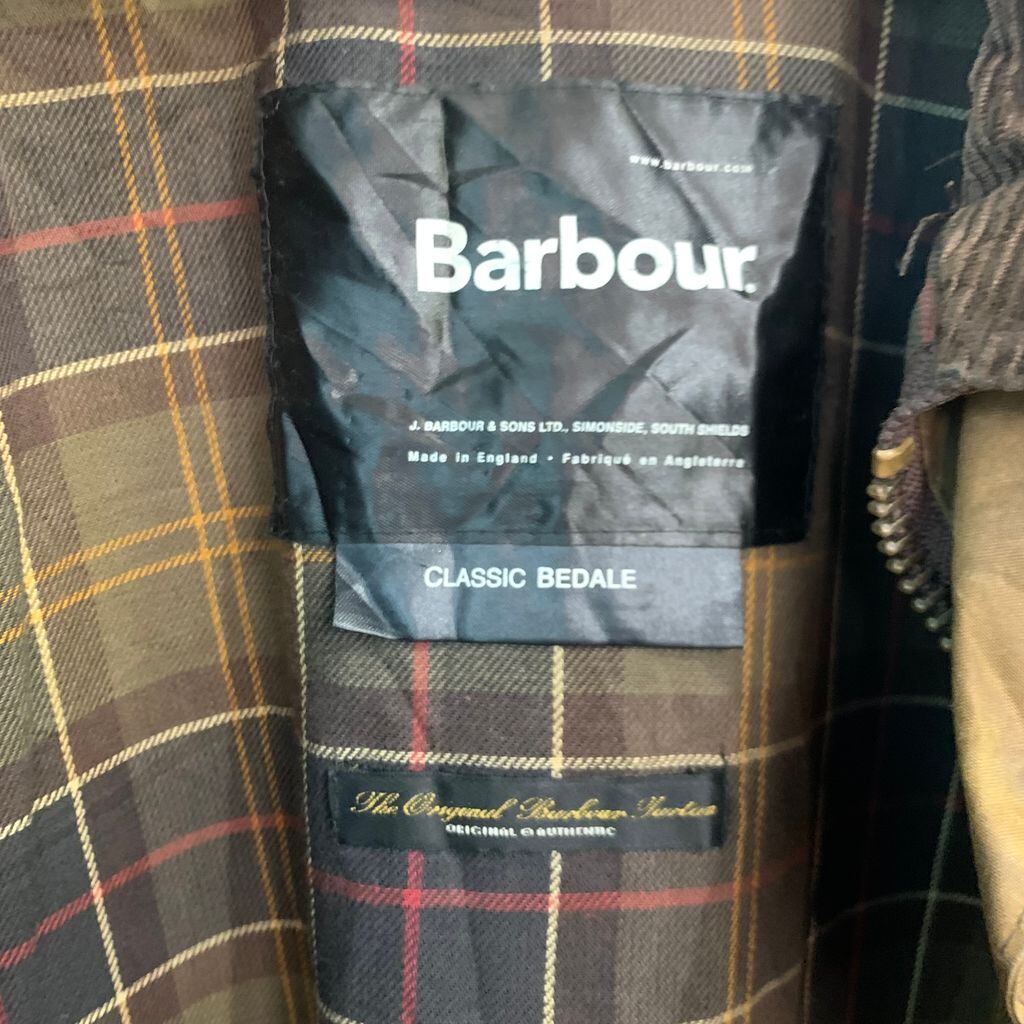 www.barbour.com
Barbour.
J. BARBOUR & SONS LTD., SIMONSIDE, SOUTH SHIELDS
Made in England • Fabriqué en Angleterre
CLASSIC BEDALE
The Original Barbour Tartan
ORIGINAL & AUTHENTIC